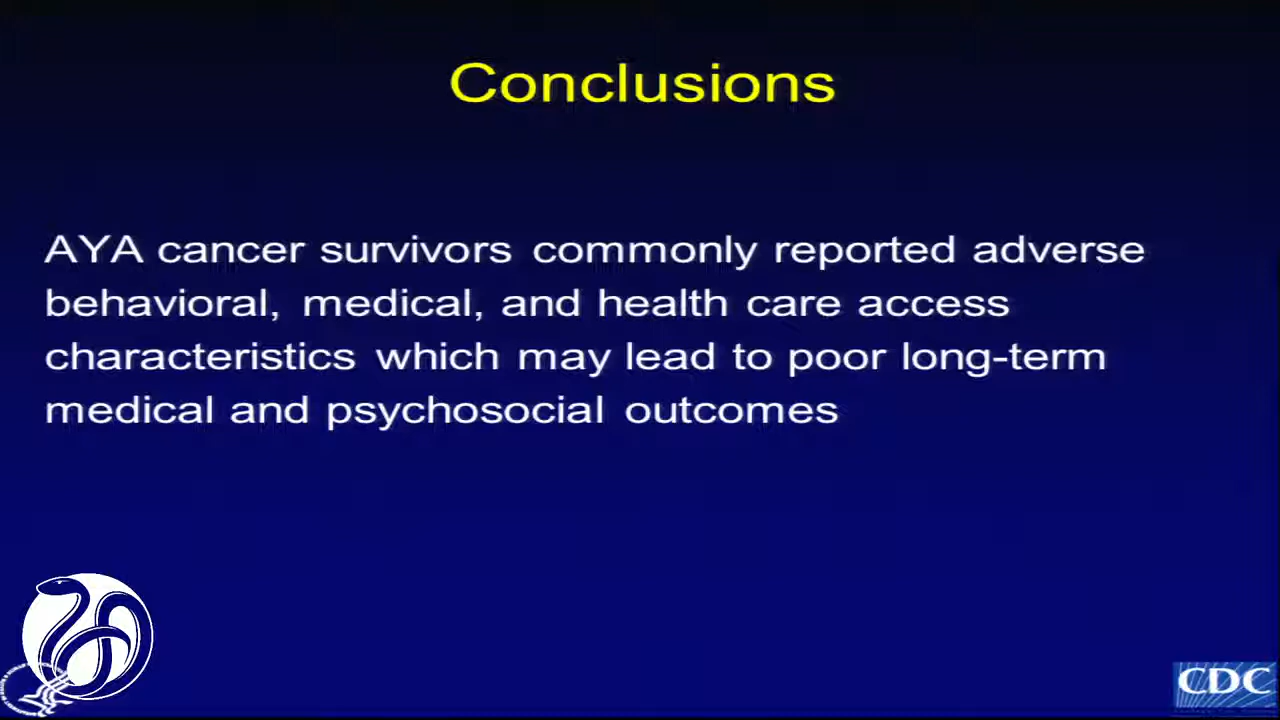 Conclusions
AYA cancer survivors commonly reported adverse
behavioral, medical, and health care access
characteristics which may lead to poor long-term
medical and psychosocial outcomes
CDC